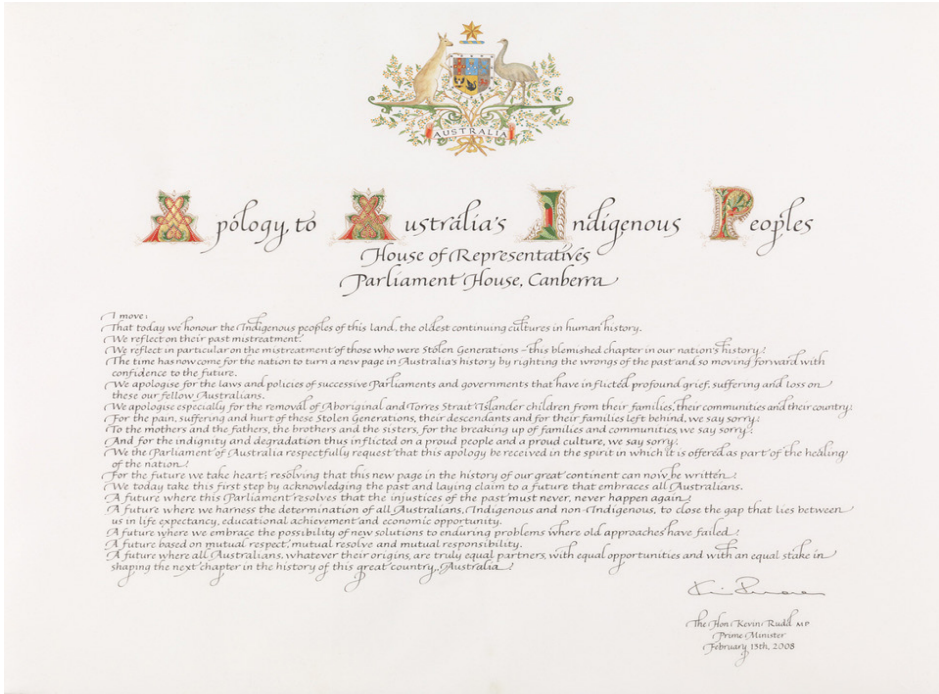 AUSTRALIA
Apology to Australia's Indigenous Peoples
House of Representatives
Parliament House, Canberra
I move:
That today we honour the Indigenous peoples of this land, the oldest continuing cultures in human history.
We reflect on their past mistreatment.
We reflect in particular on the mistreatment of those who were Stolen Generations – this blemished chapter in our nation's history.
The time has now come for the nation to turn a new page in Australia's history by righting the wrongs of the past and so moving forward with
confidence to the future.
We apologise for the laws and policies of successive Parliaments and governments that have inflicted profound grief, suffering and loss on
these our fellow Australians.
We apologise especially for the removal of Aboriginal and Torres Strait Islander children from their families, their communities and their country.
For the pain, suffering and hurt of these Stolen Generations, their descendants and for their families left behind, we say sorry.
To the mothers and the fathers, the brothers and the sisters, for the breaking up of families and communities, we say sorry.
And for the indignity and degradation thus inflicted on a proud people and a proud culture, we say sorry.
We the Parliament of Australia respectfully request that this apology be received in the spirit in which it is offered as part of the healing
of the nation.
For the future we take heart; resolving that this new page in the history of our great continent can now be written.
We today take this first step by acknowledging the past and laying claim to a future that embraces all Australians.
A future where this Parliament resolves that the injustices of the past must never, never happen again.
A future where we harness the determination of all Australians, Indigenous and non-Indigenous, to close the gap that lies between
us in life expectancy, educational achievement and economic opportunity.
A future where we embrace the possibility of new solutions to enduring problems where old approaches have failed.
A future based on mutual respect, mutual resolve and mutual responsibility.
A future where all Australians, whatever their origins, are truly equal partners, with equal opportunities and with an equal stake in
shaping the next chapter in the history of this great country, Australia.
The Hon Kevin Rudd MP
Prime Minister
February 13th, 2008